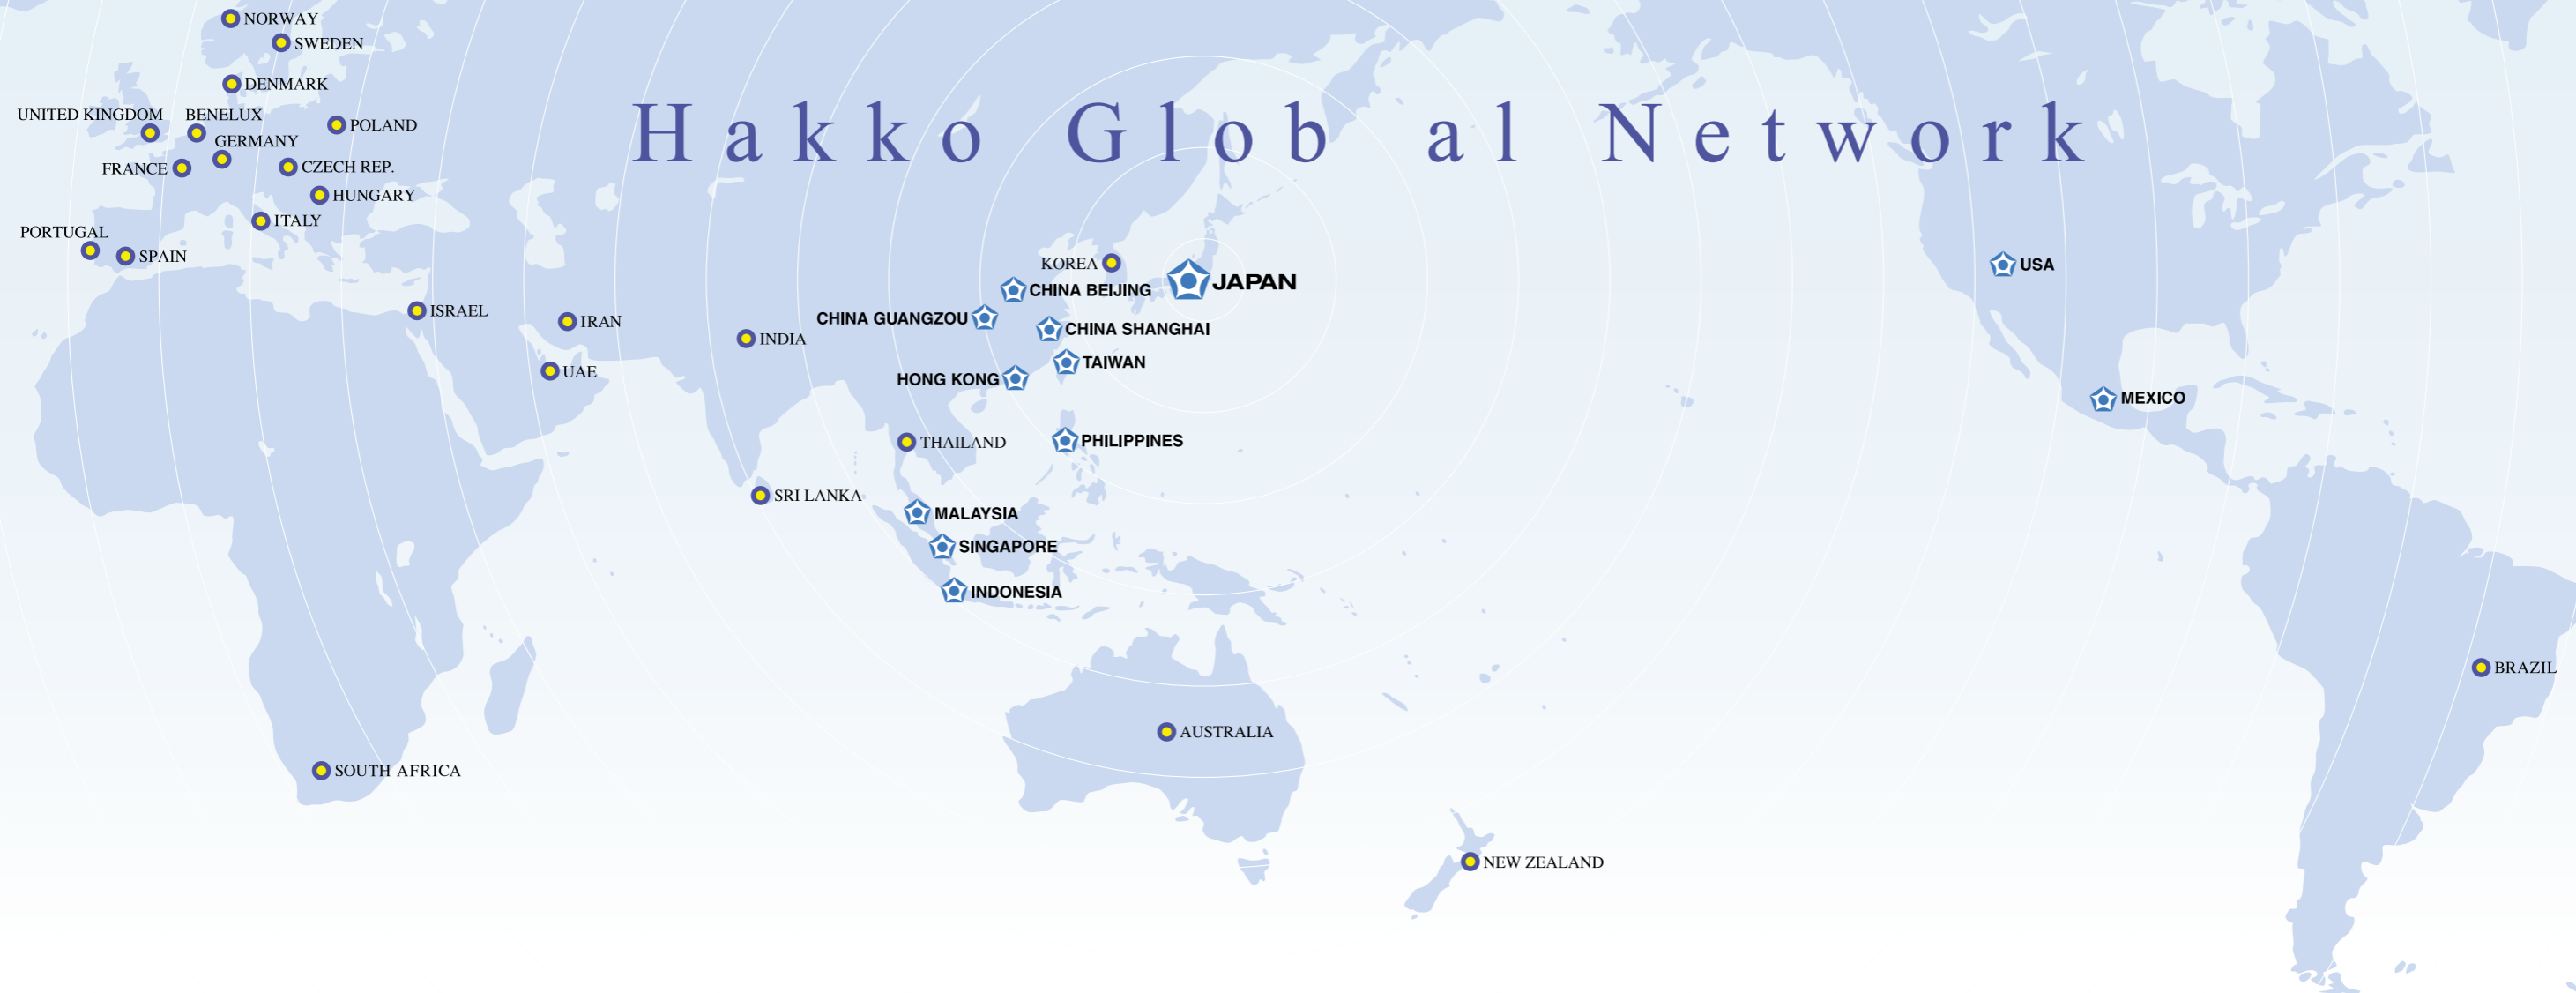 NORWAY
SWEDEN
DENMARK
Hakko Global Network
UNITED KINGDOM
BENELUX
POLAND
GERMANY
FRANCE
CZECH REP.
HUNGARY
ITALY
PORTUGAL
SPAIN
KOREA
USA
JAPAN
CHINA BEIJING
ISRAEL
CHINA GUANGZOU
IRAN
CHINA SHANGHAI
INDIA
TAIWAN
UAE
HONG KONG
MEXICO
THAILAND
PHILIPPINES
SRI LANKA
MALAYSIA
SINGAPORE
INDONESIA
BRAZIL
AUSTRALIA
SOUTH AFRICA
NEW ZEALAND